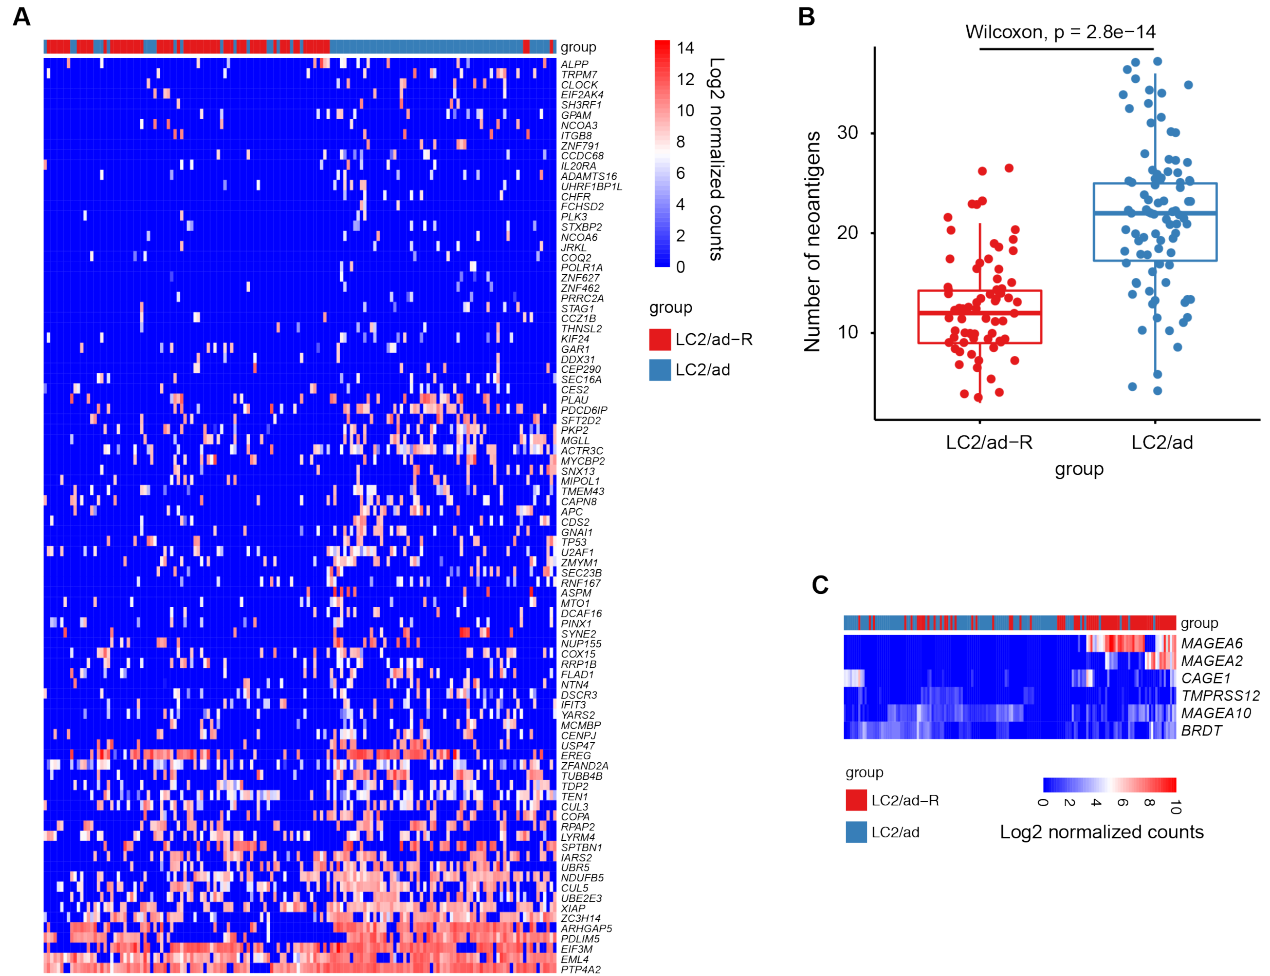 A
group
ALPP
TRPM7
CLOCK
EIF2AK4
SH3RF1
GPAM
NCOA3
ITGB8
ZNF791
CCDC68
IL20RA
ADAMTS16
UHRF1BP1L
CHFR
FCHSD2
PLK3
STXBP2
NCOA6
JRKL
COQ2
POLR1A
ZNF627
ZNF462
PRRC2A
STAG1
CCZ1B
THNSL2
KIF24
GAR1
DDX31
CEP290
SEC16A
CES2
PLAU
PDCD6IP
SFT2D2
PKP2
MGLL
ACTR3C
MYCBP2
SNX13
MIPOL1
TMEM43
CAPN8
APC
CDS2
GNAI1
TP53
U2AF1
ZMYM1
SEC23B
RNF167
ASPM
MTO1
DCAF16
PINX1
SYNE2
NUP155
COX15
RRP1B
FLAD1
NTN4
DSCR3
IFIT3
YARS2
MCMBP
CENPJ
USP47
EREG
ZFAND2A
TUBB4B
TDP2
TEN1
CUL3
COPA
RPAP2
LYRM4
SPTBN1
IARS2
UBR5
NDUFB5
CUL5
UBE2E3
XIAP
ZC3H14
ARHGAP5
PDLIM5
EIF3M
EML4
PTP4A2
14
12
10
8
6
4
2
0
Log2 normalized counts
group
LC2/ad−R
LC2/ad
B
Wilcoxon, p = 2.8e−14
Number of neoantigens
30
20
10
LC2/ad−R LC2/ad
group
C
group
MAGEA6
MAGEA2
CAGE1
TMPRSS12
MAGEA10
BRDT
group
LC2/ad−R
LC2/ad
0 2 4 6 8 10
Log2 normalized counts